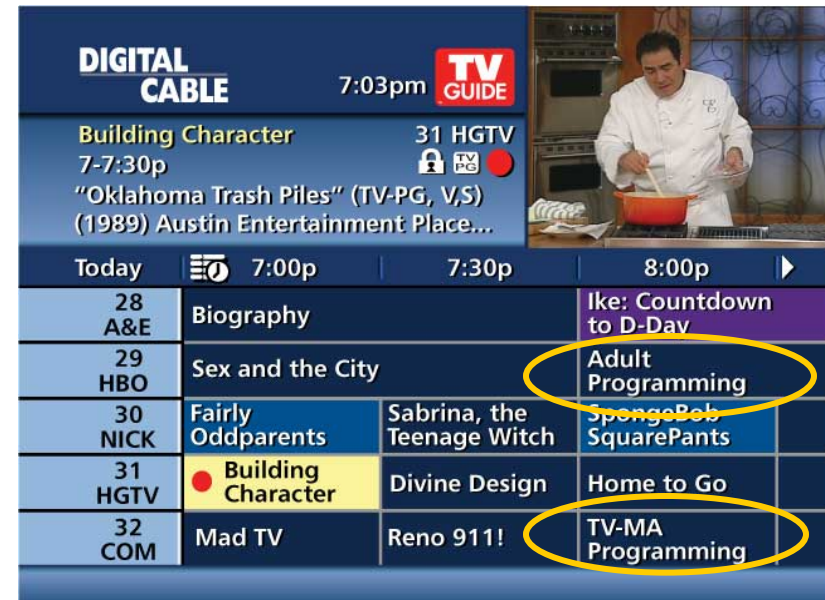 DIGITAL
CABLE
7:03pm
TV
GUIDE
Building Character
31 HGTV
7-7:30p
TV
PG
"Oklahoma Trash Piles" (TV-PG, V,S)
(1989) Austin Entertainment Place...
Today 7:00p 7:30p 8:00p
28
A&E
Biography
Ike: Countdown
to D-Day
29
HBO
Sex and the City
Adult
Programming
30
NICK
Fairly
Oddparents
Sabrina, the
Teenage Witch
SpongeBob
SquarePants
31
HGTV
Building
Character
Divine Design
Home to Go
32
COM
Mad TV
Reno 911!
TV-MA
Programming